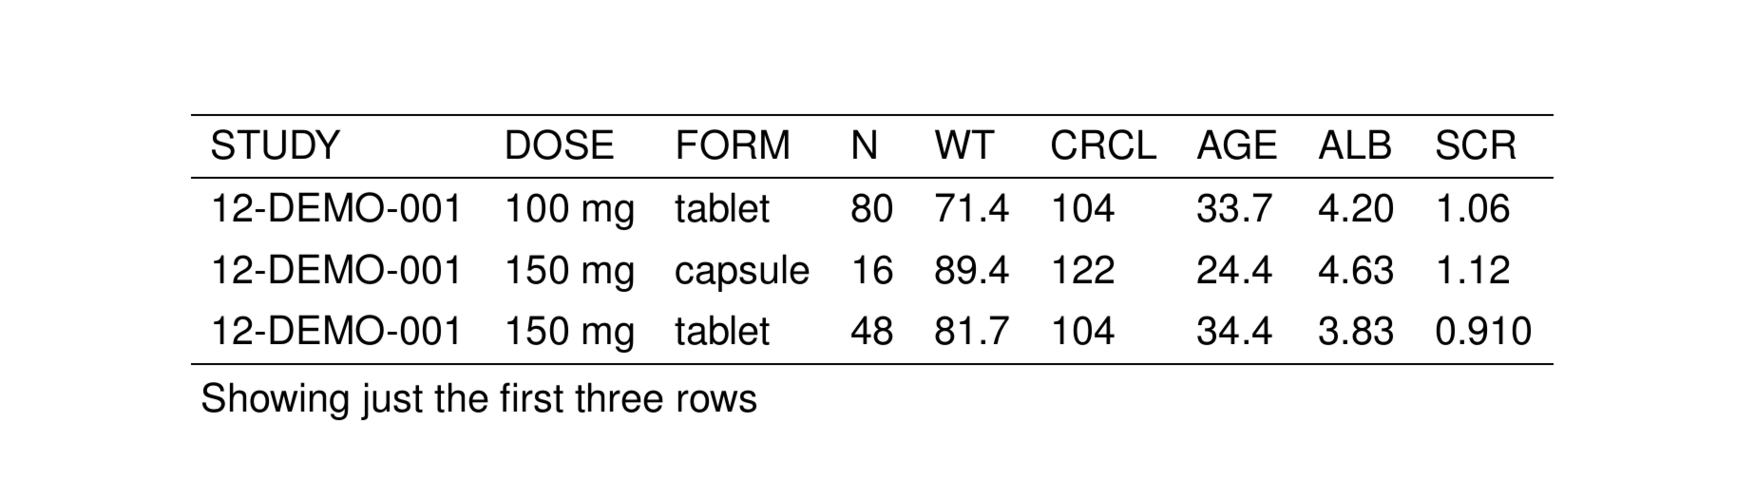 STUDY DOSE FORM N WT CRCL AGE ALB SCR
12-DEMO-001 100 mg tablet 80 71.4 104 33.7 4.20 1.06
12-DEMO-001 150 mg capsule 16 89.4 122 24.4 4.63 1.12
12-DEMO-001 150 mg tablet 48 81.7 104 34.4 3.83 0.910
Showing just the first three rows